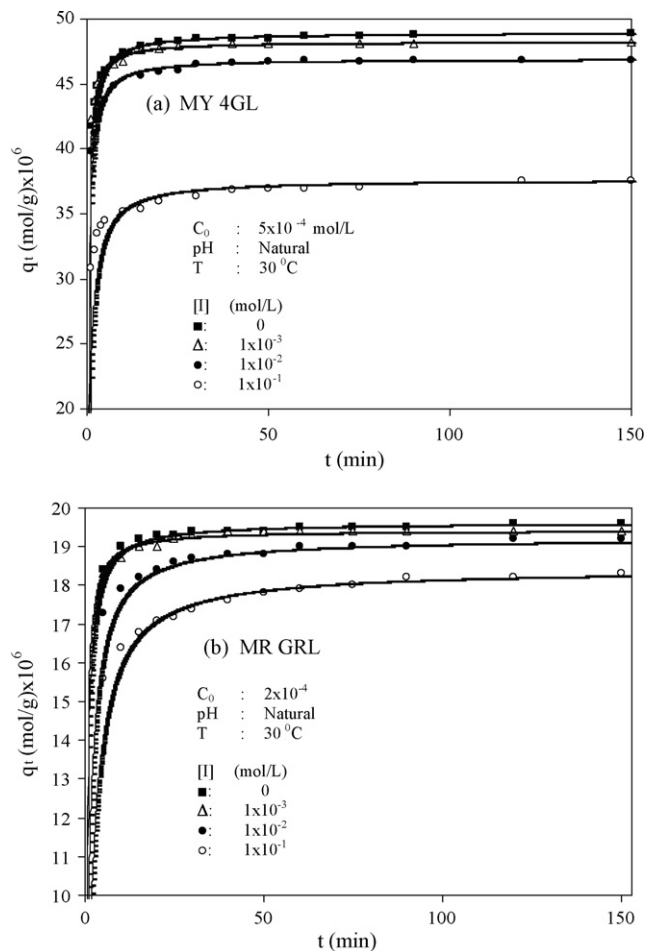 50
45
40
35
30
25
20
qt (mol/g)x10⁶
(a) MY 4GL
C₀ : 5x10⁻⁴ mol/L
pH : Natural
T : 30 ⁰C
[I] (mol/L)
■: 0
Δ: 1x10⁻³
●: 1x10⁻²
○: 1x10⁻¹
0 50 100 150
t (min)
20
19
18
17
16
15
14
13
12
11
10
qt (mol/g)x10⁶
(b) MR GRL
C₀ : 2x10⁻⁴
pH : Natural
T : 30 ⁰C
[I] (mol/L)
■: 0
Δ: 1x10⁻³
●: 1x10⁻²
○: 1x10⁻¹
0 50 100 150
t (min)